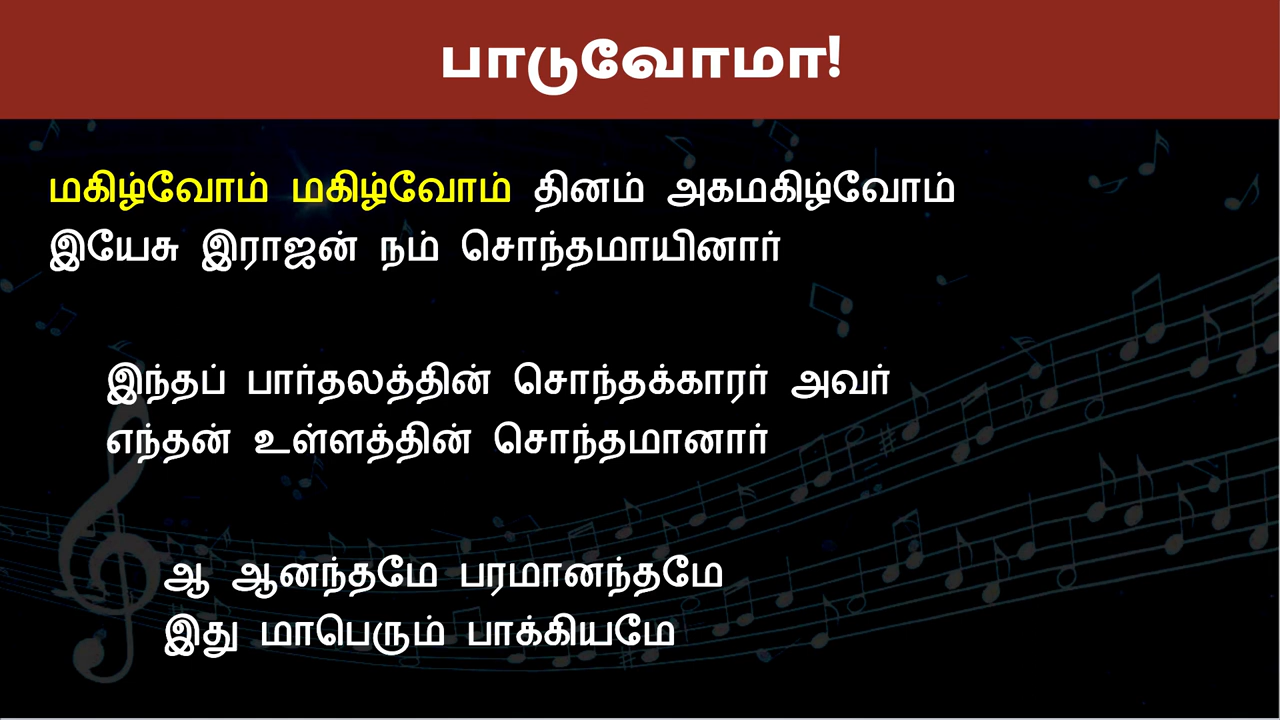 பாடுவோமா!
மகிழ்வோம் மகிழ்வோம் தினம் அகமகிழ்வோம்
இயேசு இராஜன் நம் சொந்தமாயினார்
இந்தப் பார்தலத்தின் சொந்தக்காரர் அவர்
எந்தன் உள்ளத்தின் சொந்தமானார்
ஆ ஆனந்தமே பரமானந்தமே
இது மாபெரும் பாக்கியமே